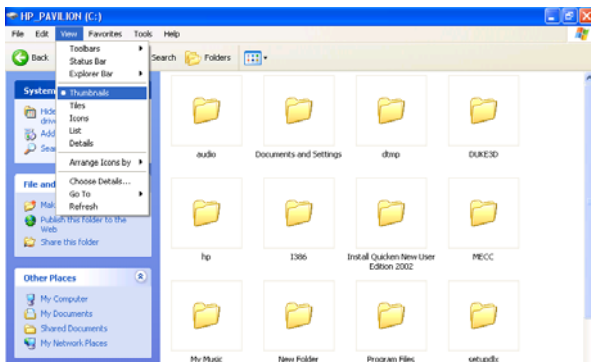 HP_PAVILION (C:)
File Edit View Favorites Tools Help
Back
Search Folders
Toolbars
Status Bar
Explorer Bar
Thumbnails
Tiles
Icons
List
Details
Arrange Icons by
Choose Details...
Go To
Refresh
System
Hide
Add
File and
Publish this folder to the
Web
Share this folder
Other Places
My Computer
My Documents
Shared Documents
My Network Places
audio Documents and Settings dtmp DUKE3D
hp I386 Install Quicken New User MECC
Edition 2002
My Music New Folder Program Files setupdlx